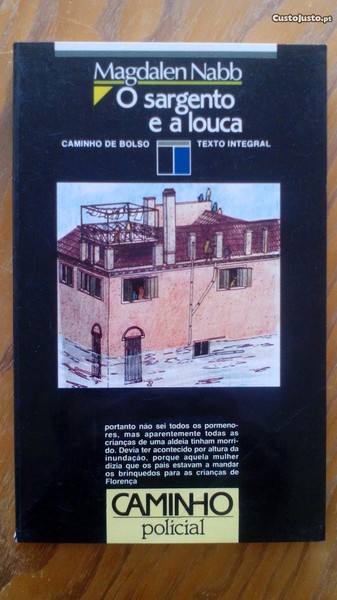 CustoJusto.pt
Magdalen Nabb
O sargento
e a louca
CAMINHO DE BOLSO TEXTO INTEGRAL
portanto não sei todos os pormeno-
res, mas aparentemente todas as
crianças de uma aldeia tinham morri-
do. Devia ter acontecido por altura da
inundação, porque aquela mulher
dizia que os pais estavam a mandar
os brinquedos para as crianças de
Florença
CAMINHO
policial